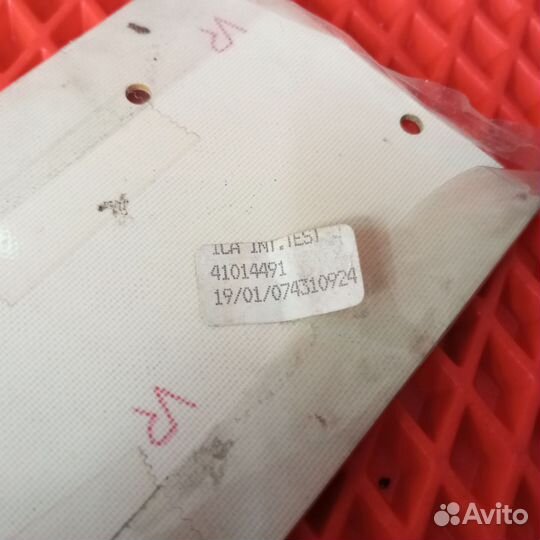 VR
ICA INT.TEST
41014491
19/01/074310924
VR
Avito